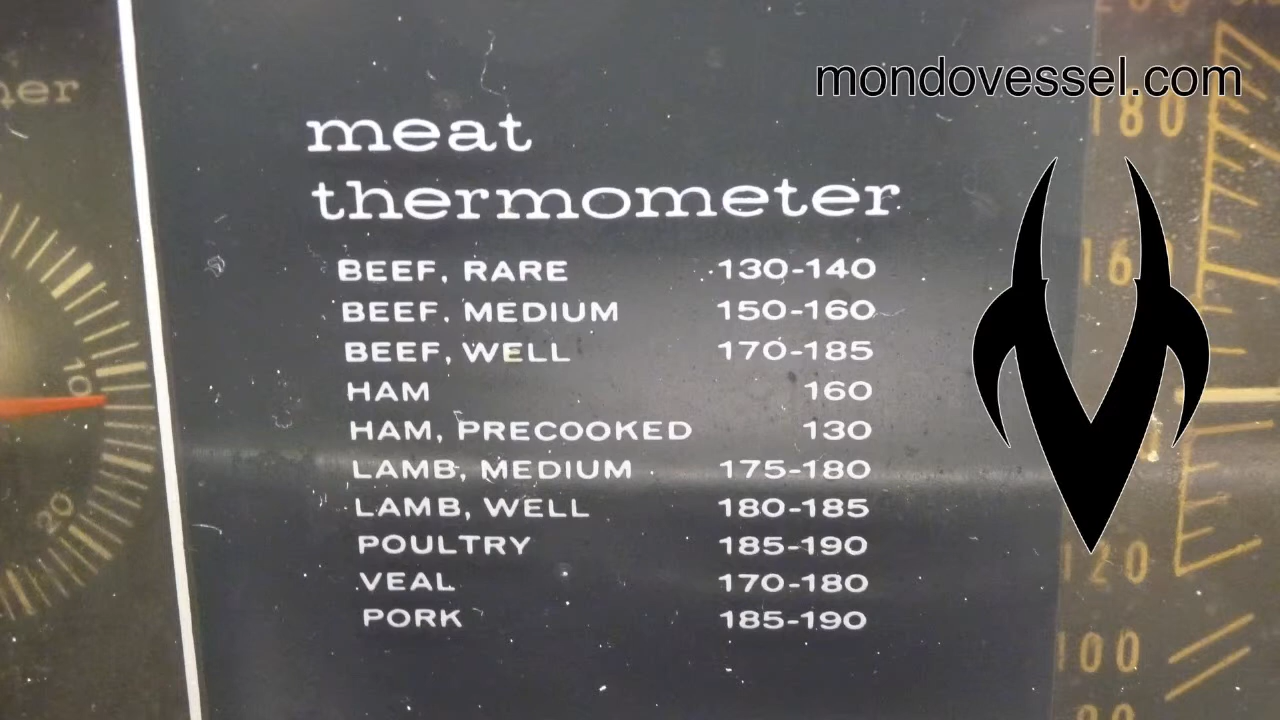 mondovessel.com
meat
thermometer
BEEF, RARE 130-140
BEEF, MEDIUM 150-160
BEEF, WELL 170-185
HAM 160
HAM, PRECOOKED 130
LAMB, MEDIUM 175-180
LAMB, WELL 180-185
POULTRY 185-190
VEAL 170-180
PORK 185-190
10
20
180
120
100